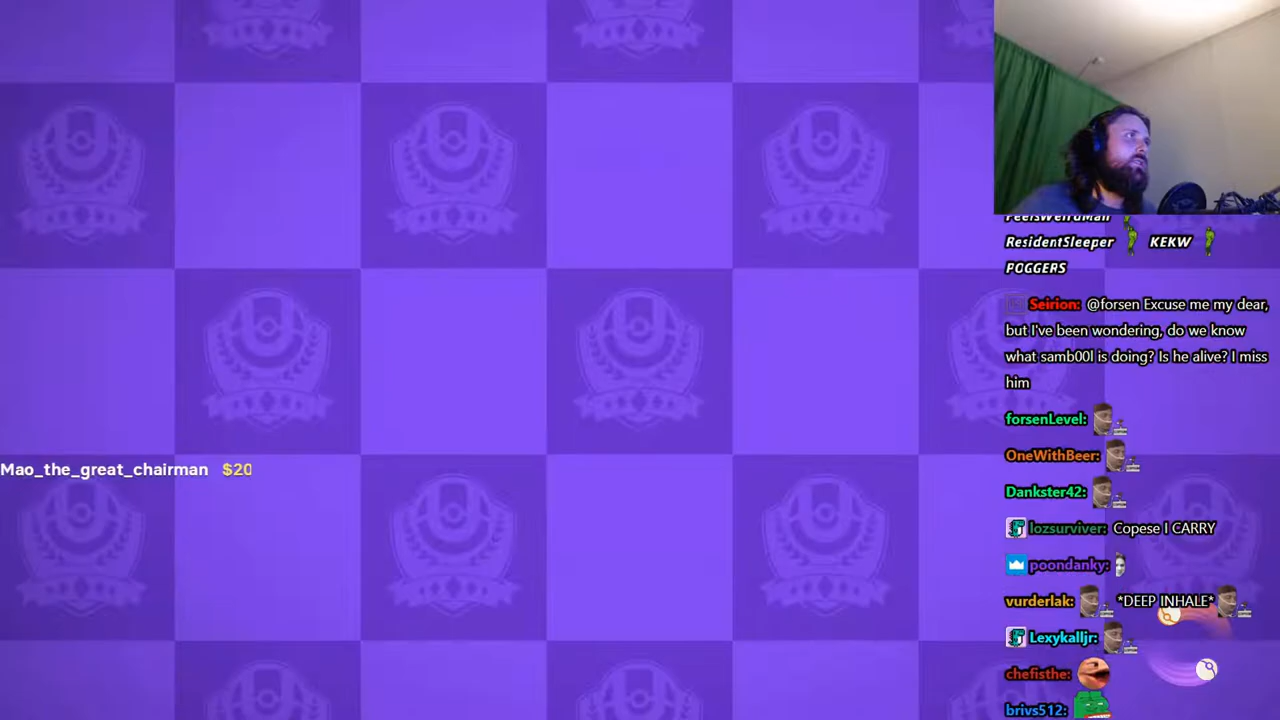 FeelsWeirdMan
ResidentSleeper KEKW
POGGERS
Seirion: @forsen Excuse me my dear,
but I've been wondering, do we know
what samb00l is doing? Is he alive? I miss
him
forsenLevel:
OneWithBeer:
Mao_the_great_chairman $20
Dankster42:
lozsurviver: Copese I CARRY
poondanky:
vurderlak: *DEEP INHALE*
Lexykalljr:
chefisthe:
brivs512: